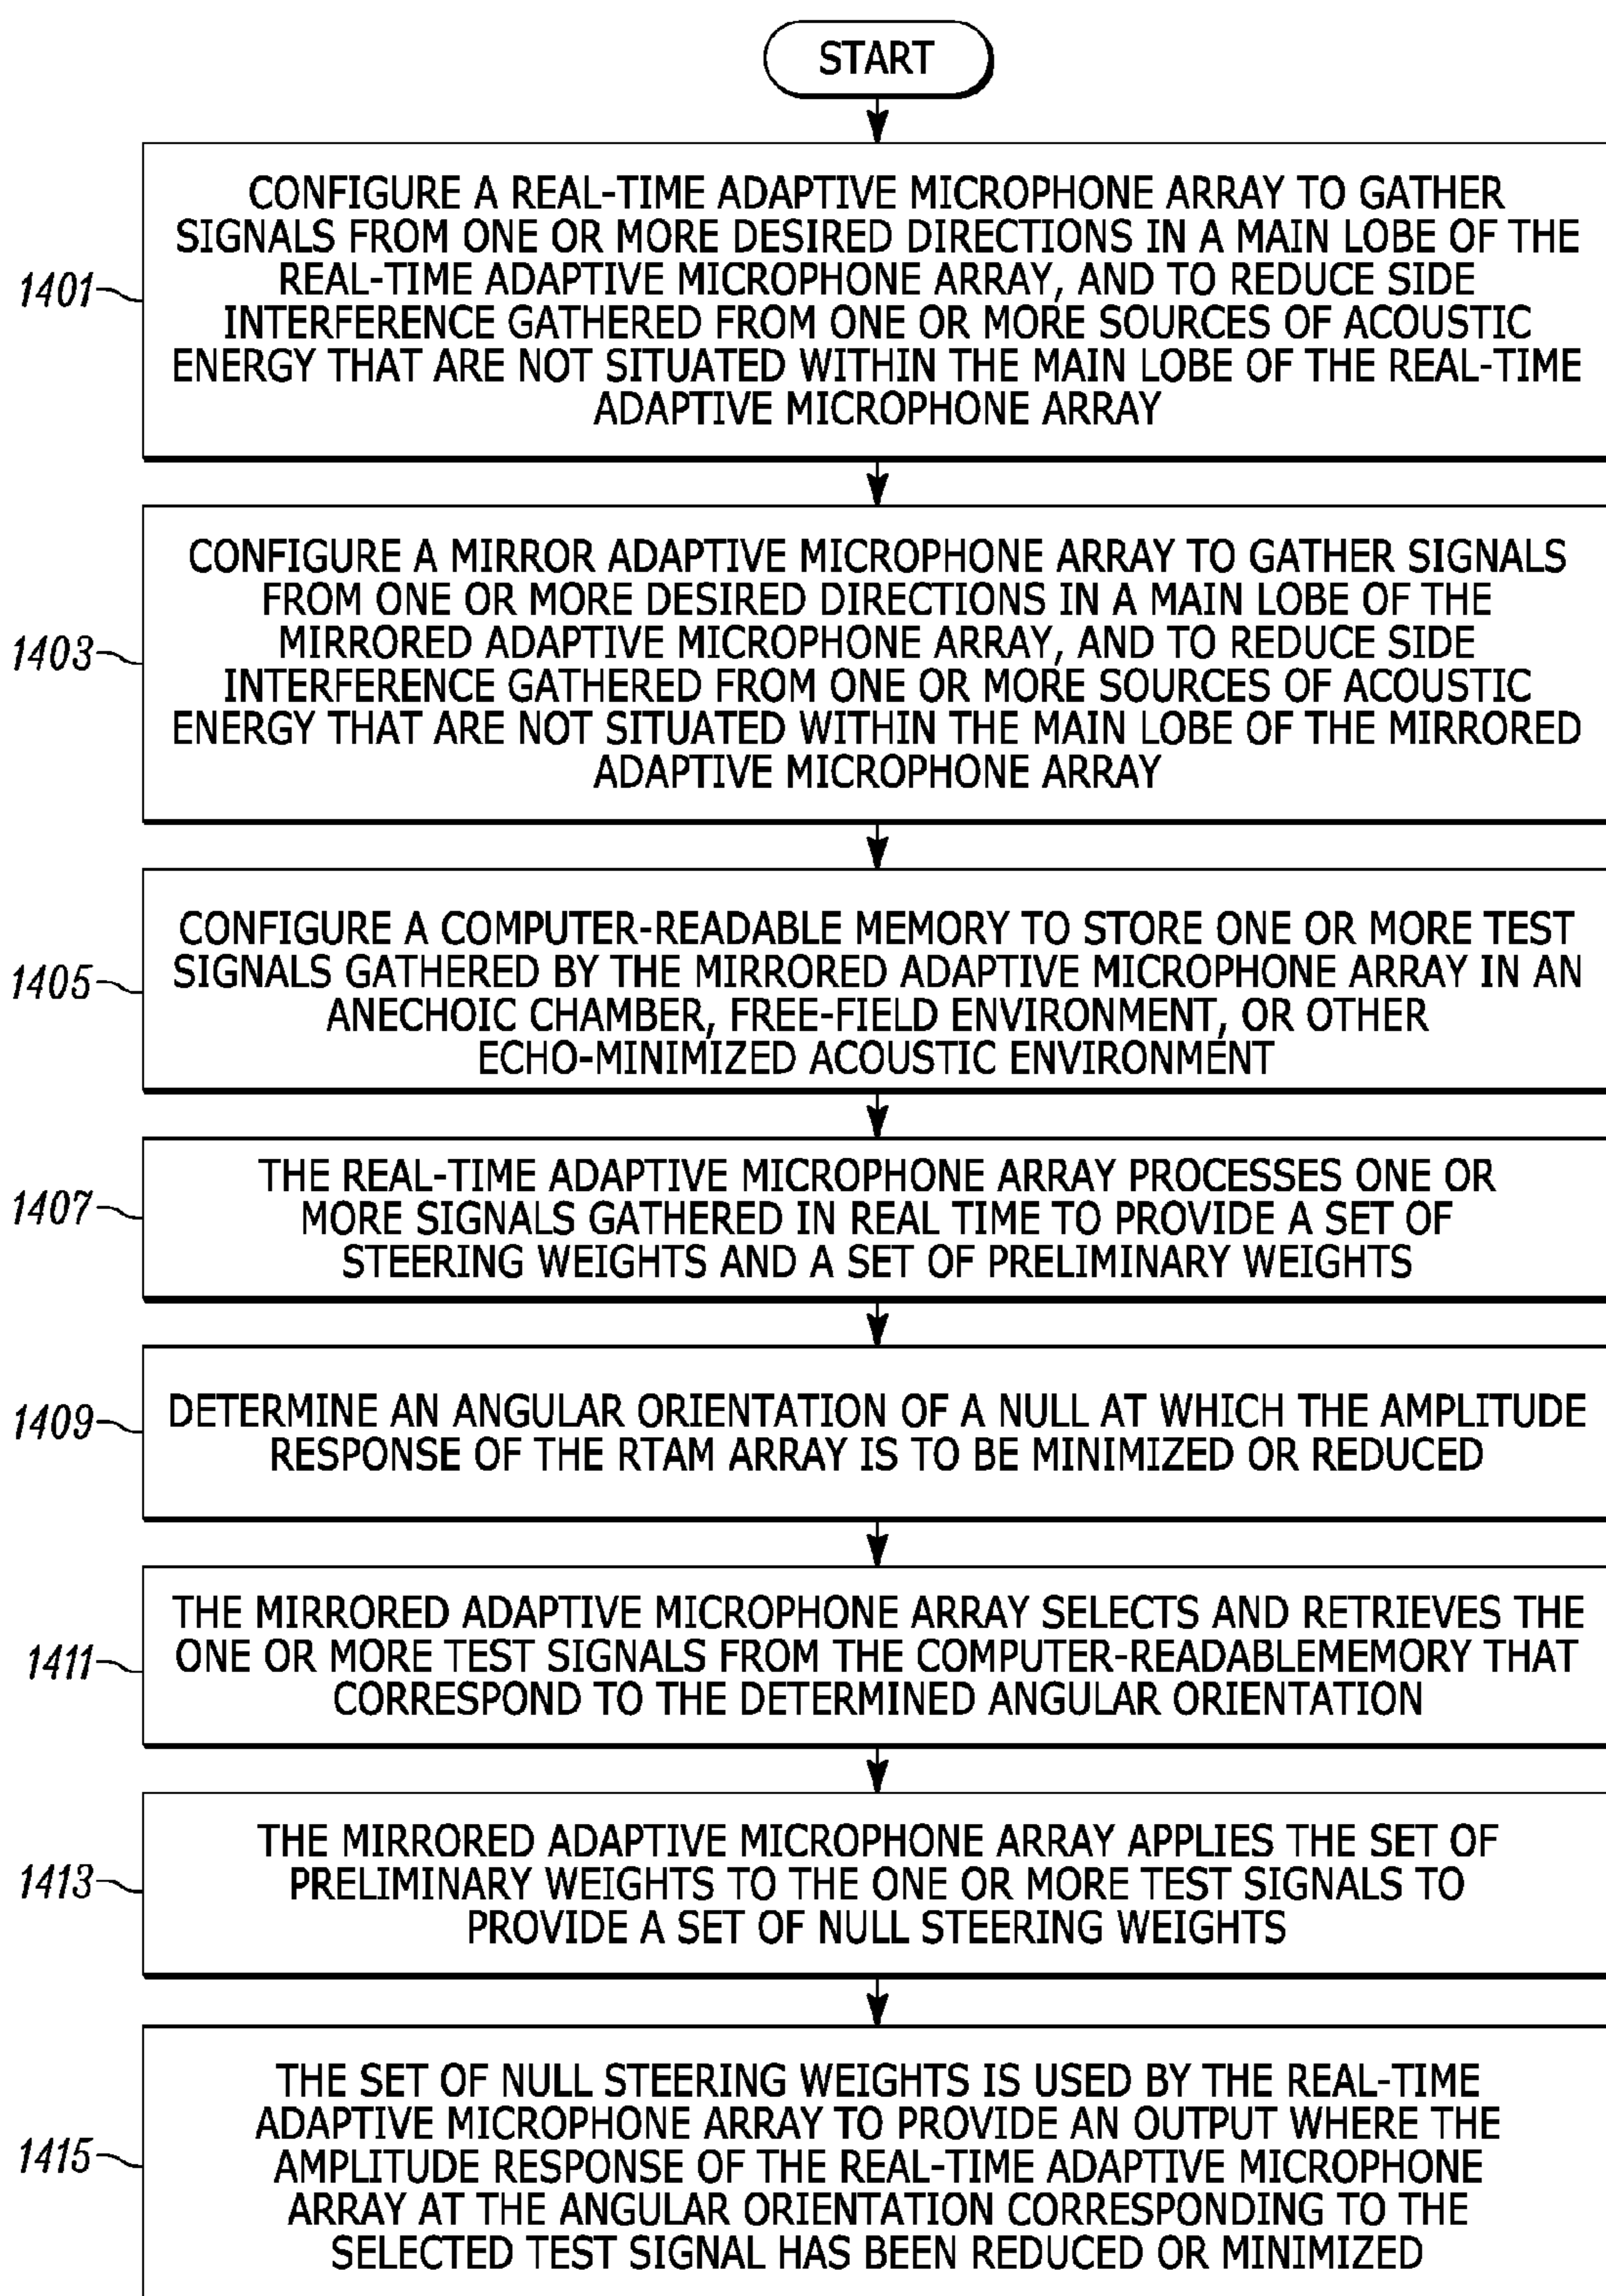 START
1401
CONFIGURE A REAL-TIME ADAPTIVE MICROPHONE ARRAY TO GATHER
SIGNALS FROM ONE OR MORE DESIRED DIRECTIONS IN A MAIN LOBE OF THE
REAL-TIME ADAPTIVE MICROPHONE ARRAY, AND TO REDUCE SIDE
INTERFERENCE GATHERED FROM ONE OR MORE SOURCES OF ACOUSTIC
ENERGY THAT ARE NOT SITUATED WITHIN THE MAIN LOBE OF THE REAL-TIME
ADAPTIVE MICROPHONE ARRAY
1403
CONFIGURE A MIRROR ADAPTIVE MICROPHONE ARRAY TO GATHER SIGNALS
FROM ONE OR MORE DESIRED DIRECTIONS IN A MAIN LOBE OF THE
MIRRORED ADAPTIVE MICROPHONE ARRAY, AND TO REDUCE SIDE
INTERFERENCE GATHERED FROM ONE OR MORE SOURCES OF ACOUSTIC
ENERGY THAT ARE NOT SITUATED WITHIN THE MAIN LOBE OF THE MIRRORED
ADAPTIVE MICROPHONE ARRAY
1405
CONFIGURE A COMPUTER-READABLE MEMORY TO STORE ONE OR MORE TEST
SIGNALS GATHERED BY THE MIRRORED ADAPTIVE MICROPHONE ARRAY IN AN
ANECHOIC CHAMBER, FREE-FIELD ENVIRONMENT, OR OTHER
ECHO-MINIMIZED ACOUSTIC ENVIRONMENT
1407
THE REAL-TIME ADAPTIVE MICROPHONE ARRAY PROCESSES ONE OR
MORE SIGNALS GATHERED IN REAL TIME TO PROVIDE A SET OF
STEERING WEIGHTS AND A SET OF PRELIMINARY WEIGHTS
1409
DETERMINE AN ANGULAR ORIENTATION OF A NULL AT WHICH THE AMPLITUDE
RESPONSE OF THE RTAM ARRAY IS TO BE MINIMIZED OR REDUCED
1411
THE MIRRORED ADAPTIVE MICROPHONE ARRAY SELECTS AND RETRIEVES THE
ONE OR MORE TEST SIGNALS FROM THE COMPUTER-READABLEMEMORY THAT
CORRESPOND TO THE DETERMINED ANGULAR ORIENTATION
1413
THE MIRRORED ADAPTIVE MICROPHONE ARRAY APPLIES THE SET OF
PRELIMINARY WEIGHTS TO THE ONE OR MORE TEST SIGNALS TO
PROVIDE A SET OF NULL STEERING WEIGHTS
1415
THE SET OF NULL STEERING WEIGHTS IS USED BY THE REAL-TIME
ADAPTIVE MICROPHONE ARRAY TO PROVIDE AN OUTPUT WHERE THE
AMPLITUDE RESPONSE OF THE REAL-TIME ADAPTIVE MICROPHONE
ARRAY AT THE ANGULAR ORIENTATION CORRESPONDING TO THE
SELECTED TEST SIGNAL HAS BEEN REDUCED OR MINIMIZED